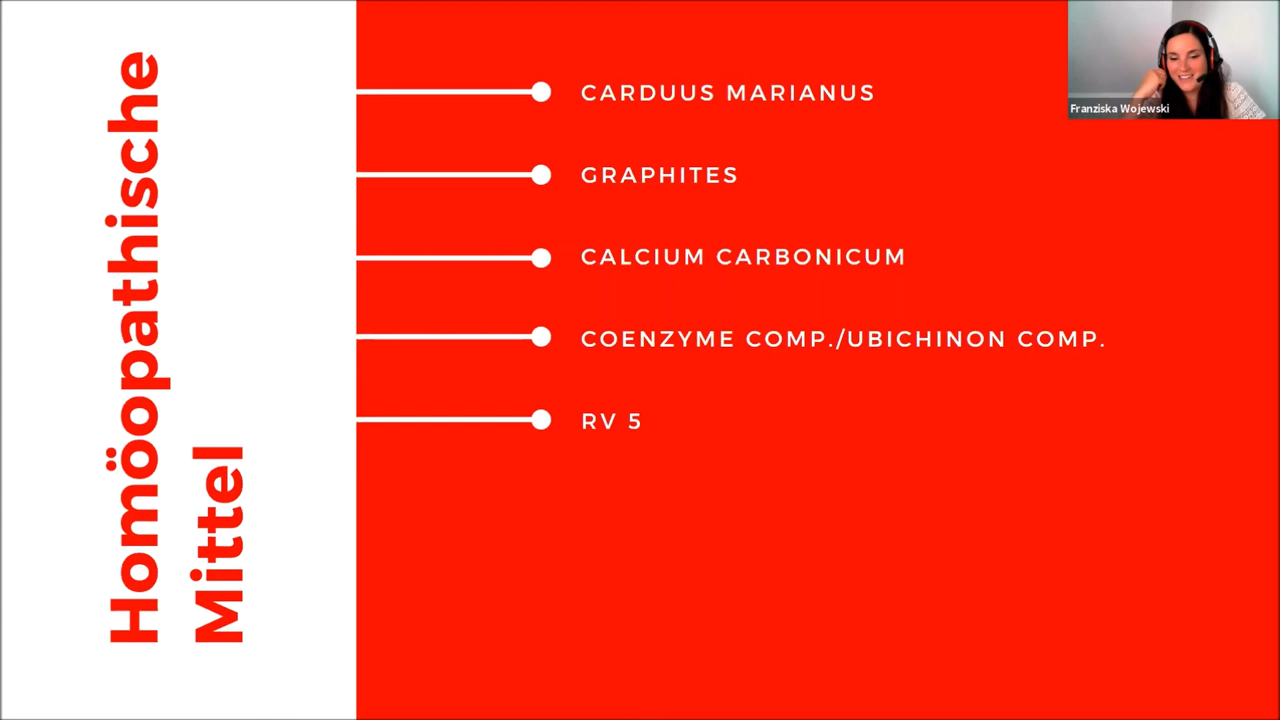 Homöopathische
Mittel
CARDUUS MARIANUS
GRAPHITES
CALCIUM CARBONICUM
COENZYME COMP./UBICHINON COMP.
RV 5
Franziska Wojewski